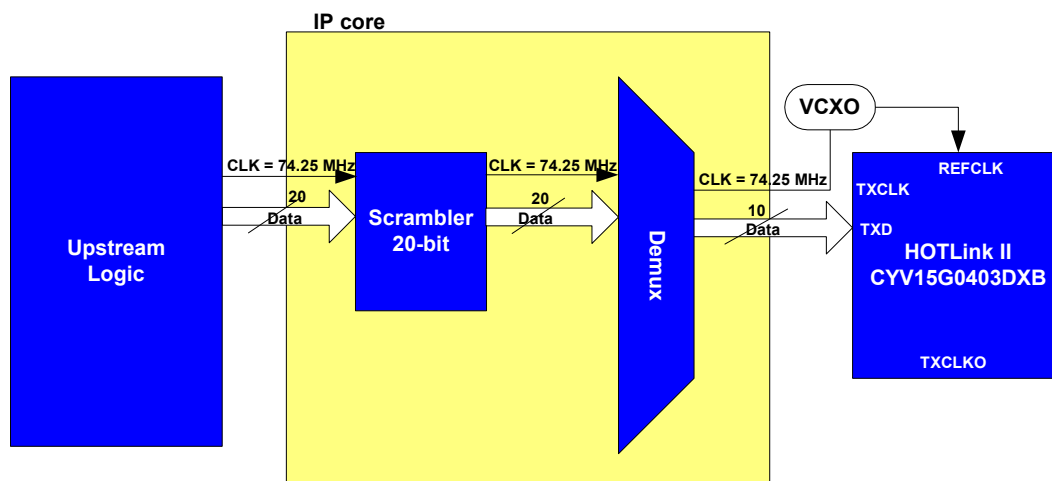 IP core
VCXO
CLK = 74.25 MHz
CLK = 74.25 MHz
CLK = 74.25 MHz
REFCLK
TXCLK
20
Data
20
Data
10
Data
TXD
Upstream
Logic
Scrambler
20-bit
Demux
HOTLink II
CYV15G0403DXB
TXCLKO